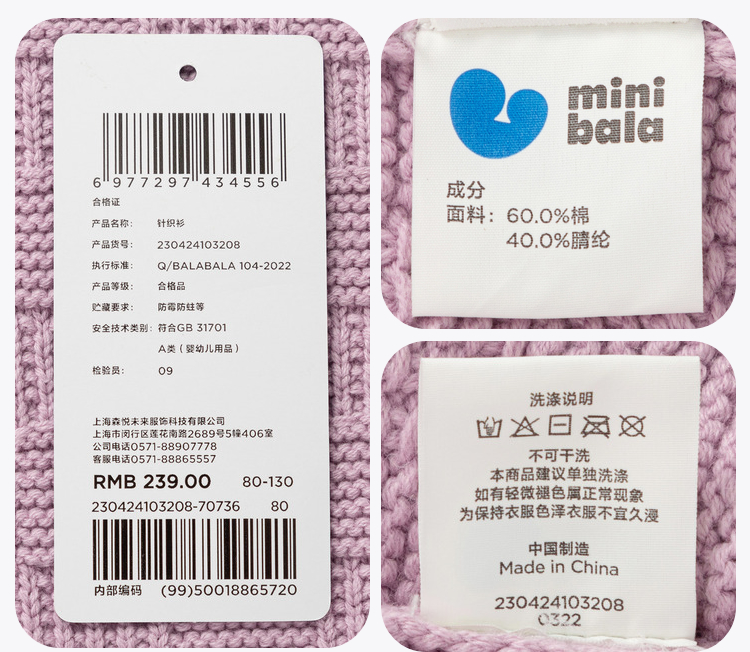 6 977297 434556
合格证
产品名称: 针织衫
产品货号: 230424103208
执行标准: Q/BALABALA 104-2022
产品等级: 合格品
贮藏要求: 防霉防蛀等
安全技术类别: 符合GB 31701
A类（婴幼儿用品）
检验员: 09
上海森悦未来服饰科技有限公司
上海市闵行区莲花南路2689号5幢406室
公司电话0571-88907778
客服电话0571-88865557
RMB 239.00 80-130
230424103208-70736 80
内部编码 (99)50018865720
mini
bala
成分
面料: 60.0%棉
40.0%腈纶
洗涤说明
不可干洗
本商品建议单独洗涤
如有轻微褪色属正常现象
为保持衣服色泽衣服不宜久浸
中国制造
Made in China
230424103208
0322